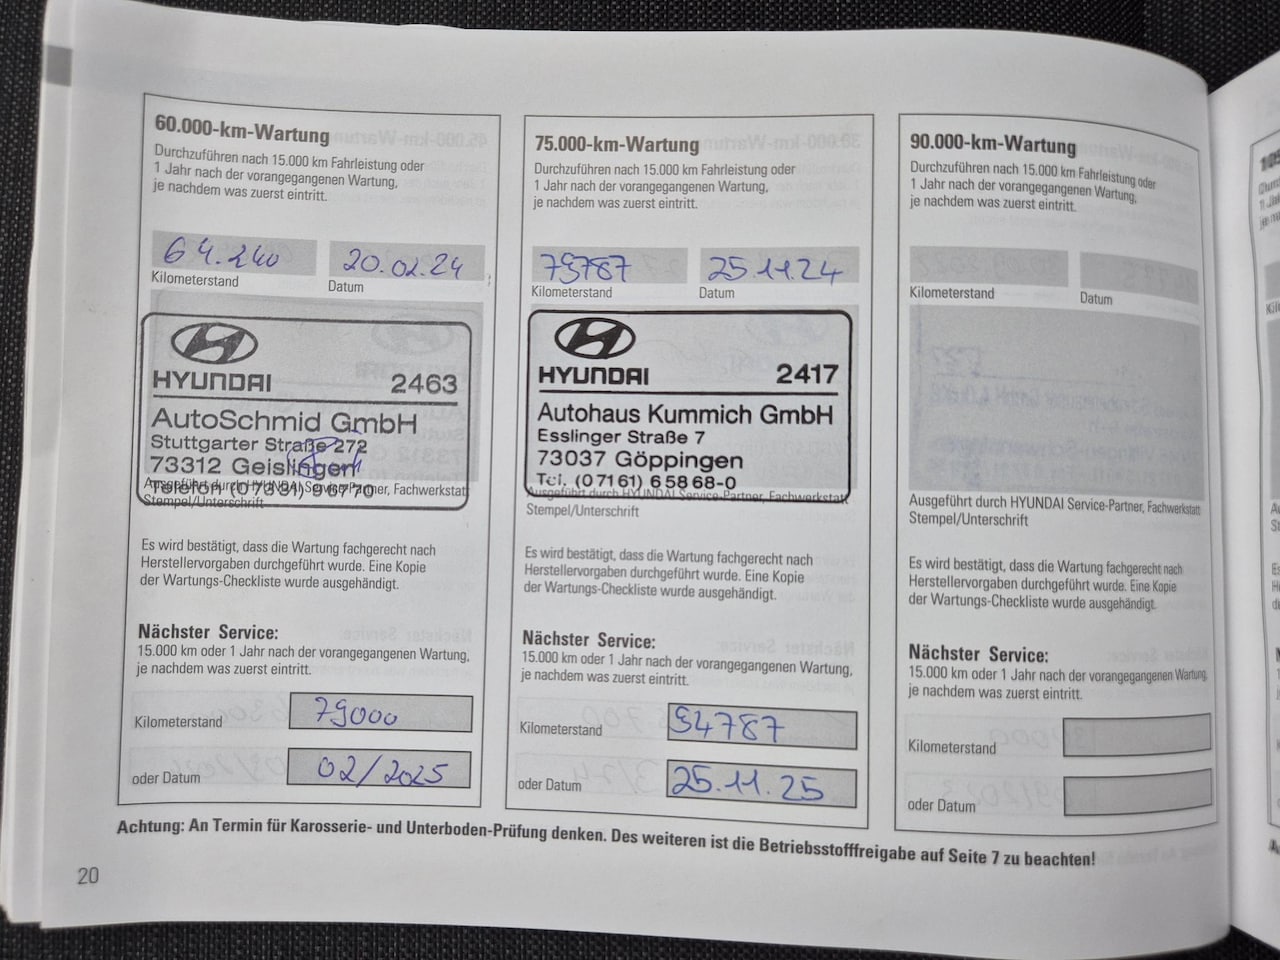 60.000-km-Wartung
Durchzuführen nach 15.000 km Fahrleistung oder
1 Jahr nach der vorangegangenen Wartung,
je nachdem was zuerst eintritt.
64.240
20.02.24
Kilometerstand
Datum
HYUNDAI 2463
AutoSchmid GmbH
Stuttgarter Straße 272
73312 Geislingen
Telefon (07331) 96770
Ausgeführt durch HYUNDAI Service-Partner, Fachwerkstatt
Stempel/Unterschrift
Es wird bestätigt, dass die Wartung fachgerecht nach
Herstellervorgaben durchgeführt wurde. Eine Kopie
der Wartungs-Checkliste wurde ausgehändigt.
Nächster Service:
15.000 km oder 1 Jahr nach der vorangegangenen Wartung,
je nachdem was zuerst eintritt.
Kilometerstand 79000
oder Datum 02/2025
75.000-km-Wartung
Durchzuführen nach 15.000 km Fahrleistung oder
1 Jahr nach der vorangegangenen Wartung,
je nachdem was zuerst eintritt.
79787
25.11.24
Kilometerstand
Datum
HYUNDAI 2417
Autohaus Kummich GmbH
Esslinger Straße 7
73037 Göppingen
Tel. (07161) 65868-0
Ausgeführt durch HYUNDAI Service-Partner, Fachwerkstatt
Stempel/Unterschrift
Es wird bestätigt, dass die Wartung fachgerecht nach
Herstellervorgaben durchgeführt wurde. Eine Kopie
der Wartungs-Checkliste wurde ausgehändigt.
Nächster Service:
15.000 km oder 1 Jahr nach der vorangegangenen Wartung,
je nachdem was zuerst eintritt.
Kilometerstand 94787
oder Datum 25.11.25
90.000-km-Wartung
Durchzuführen nach 15.000 km Fahrleistung oder
1 Jahr nach der vorangegangenen Wartung,
je nachdem was zuerst eintritt.
Kilometerstand
Datum
Ausgeführt durch HYUNDAI Service-Partner, Fachwerkstatt
Stempel/Unterschrift
Es wird bestätigt, dass die Wartung fachgerecht nach
Herstellervorgaben durchgeführt wurde. Eine Kopie
der Wartungs-Checkliste wurde ausgehändigt.
Nächster Service:
15.000 km oder 1 Jahr nach der vorangegangenen Wartung,
je nachdem was zuerst eintritt.
Kilometerstand
oder Datum
Achtung: An Termin für Karosserie- und Unterboden-Prüfung denken. Des weiteren ist die Betriebsstofffreigabe auf Seite 7 zu beachten!
20